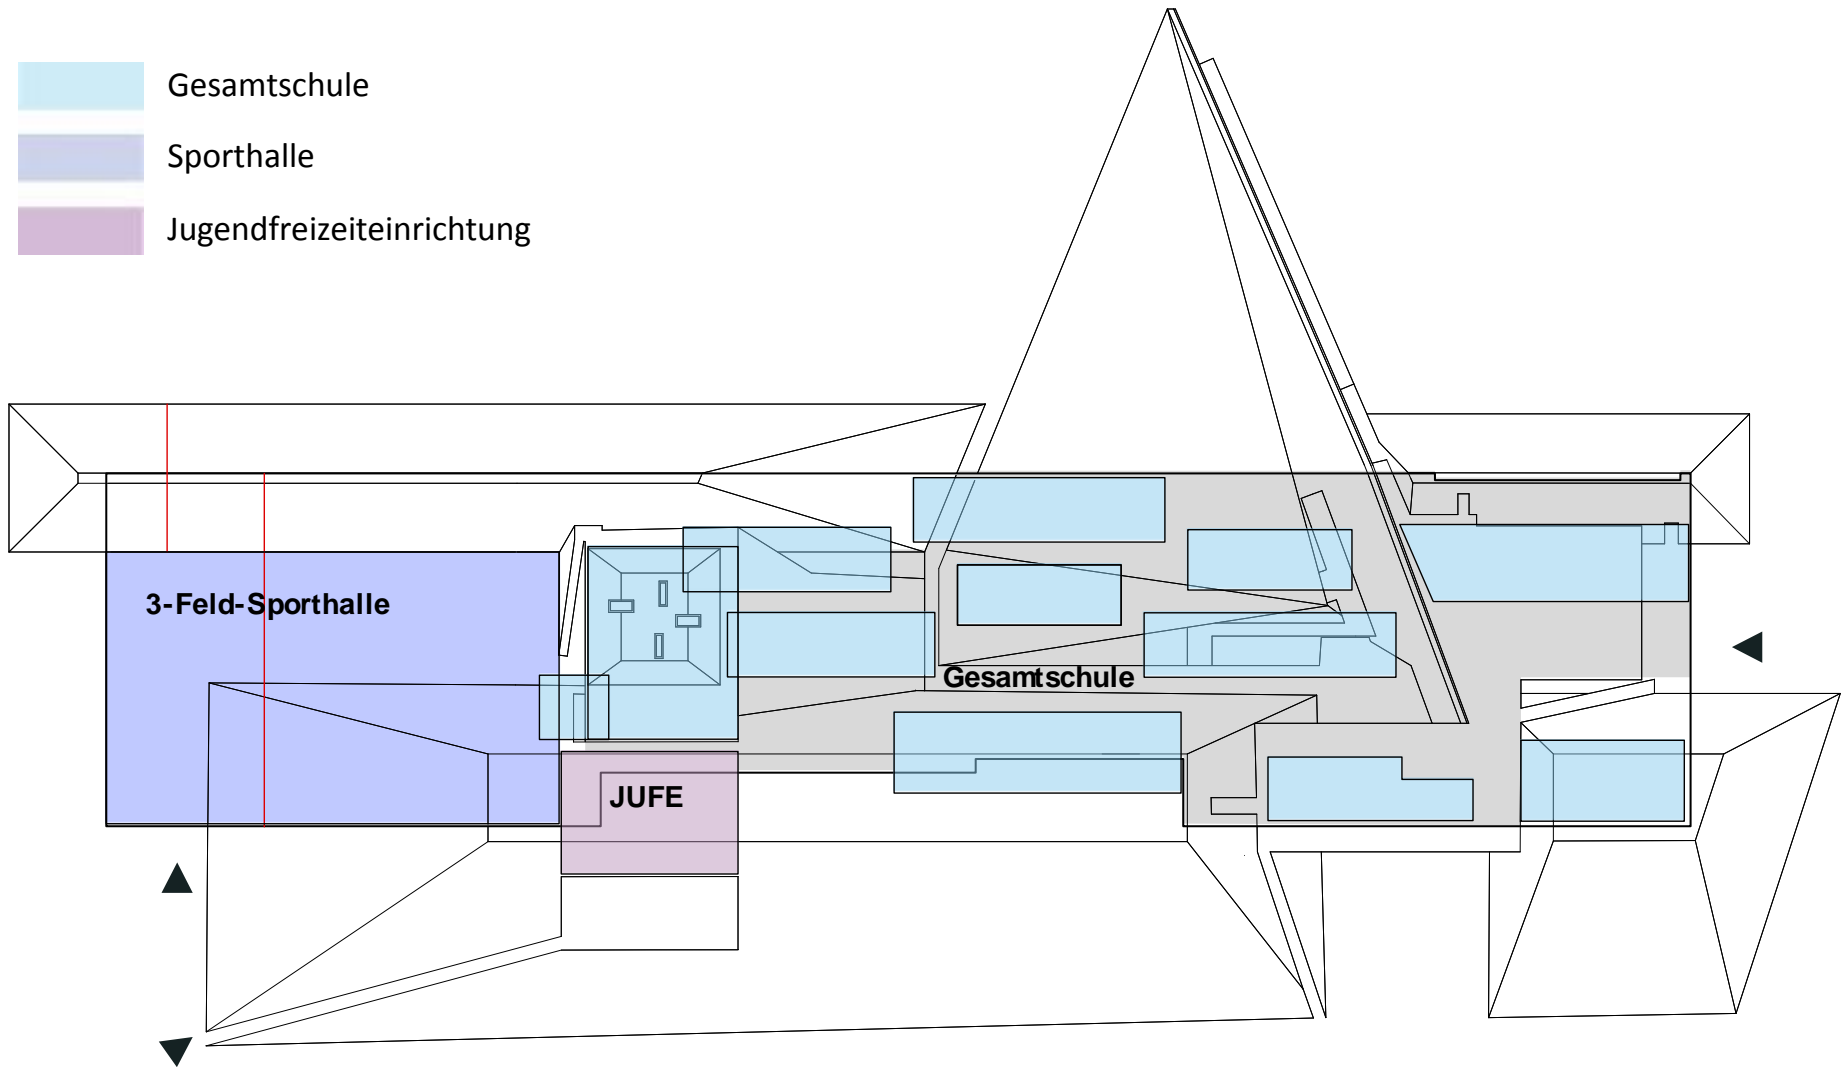 Gesamtschule
Sporthalle
Jugendfreizeiteinrichtung
3-Feld-Sporthalle
Gesamtschule
JUFE